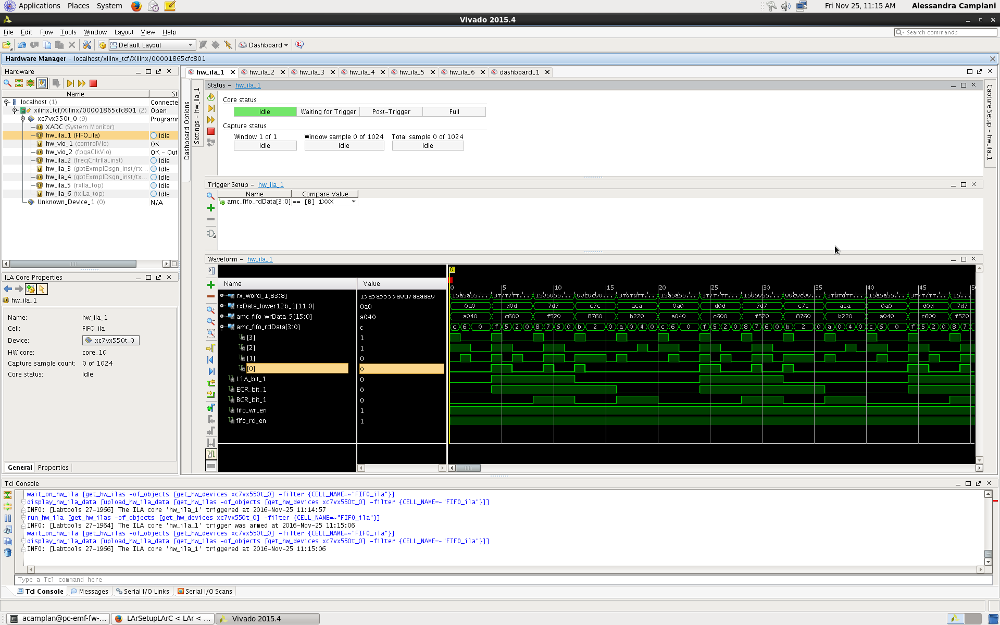 Applications Places System Fri Nov 25, 11:15 AM Alessandra Camplani
Vivado 2015.4
File Edit Flow Tools Window Layout View Help Search commands
Default Layout Dashboard
Hardware Manager - localhost/xilinx_tcf/Xilinx/00001865cfc801
Hardware
Name St
localhost (1) Connecte
xilinx_tcf/Xilinx/00001865cfc801 (2) Open
xc7vx550t_0 (9) Programr
XADC (System Monitor)
hw_ila_1 (FIFO_ila) Idle
hw_vio_1 (controlVio) OK
hw_vio_2 (fpgaClkVio) OK - Out
hw_ila_2 (freqCntrIla_inst) Idle
hw_ila_3 (gbtExmplDsgn_inst/rx... Idle
hw_ila_4 (gbtExmplDsgn_inst/tx... Idle
hw_ila_5 (rxIla_top) Idle
hw_ila_6 (txILa_top) Idle
Unknown_Device_1 (0) N/A
ILA Core Properties
hw_ila_1
Name: hw_ila_1
Cell: FIFO_ila
Device: xc7vx550t_0
HW core: core_10
Capture sample count: 0 of 1024
Core status: Idle
General Properties
hw_ila_1 hw_ila_2 hw_ila_3 hw_ila_4 hw_ila_5 hw_ila_6 dashboard_1
Dashboard Options
Settings - hw_ila_1
Capture Setup - hw_ila_1
Status - hw_ila_1
Core status
Idle Waiting for Trigger Post-Trigger Full
Capture status
Window 1 of 1 Window sample 0 of 1024 Total sample 0 of 1024
Idle Idle Idle
Trigger Setup - hw_ila_1
Name Compare Value
amc_fifo_rdData[3:0] == [B] 1XXX
Waveform - hw_ila_1
0
Name Value 0 5 10 15 20 25 30 35 40 45
rx_word_1[83:8] 15a5a5555a0d7aaaaa0
rxData_lower12b_1[11:0] 0a0 0a0 d0d 7d7 c7c aca 0a0 d0d 7d7 c7c aca 0a0 d0d 7d7
amc_fifo_wrData_5[15:0] a040 a040 c600 f520 8760 b220 a040 c600 f520 8760 b220 a040 c600 f520
amc_fifo_rdData[3:0] c c 6 0 f 5 2 0 8 7 6 0 b 2 0 a 0 4 0 c 6 0 f 5 2 0 8 7 6 0 b 2 0 a 0 4 0 c 6 0 f 5 2 0 8 7
[3] 1
[2] 1
[1] 0
[0] 0
L1A_bit_1 0
ECR_bit_1 0
BCR_bit_1 0
fifo_wr_en 1
fifo_rd_en 1
Tcl Console
wait_on_hw_ila [get_hw_ilas -of_objects [get_hw_devices xc7vx550t_0] -filter {CELL_NAME=~"FIFO_ila"}]
display_hw_ila_data [upload_hw_ila_data [get_hw_ilas -of_objects [get_hw_devices xc7vx550t_0] -filter {CELL_NAME=~"FIFO_ila"}]]
INFO: [Labtools 27-1966] The ILA core 'hw_ila_1' triggered at 2016-Nov-25 11:14:57
run_hw_ila [get_hw_ilas -of_objects [get_hw_devices xc7vx550t_0] -filter {CELL_NAME=~"FIFO_ila"}]
INFO: [Labtools 27-1964] The ILA core 'hw_ila_1' trigger was armed at 2016-Nov-25 11:15:06
wait_on_hw_ila [get_hw_ilas -of_objects [get_hw_devices xc7vx550t_0] -filter {CELL_NAME=~"FIFO_ila"}]
display_hw_ila_data [upload_hw_ila_data [get_hw_ilas -of_objects [get_hw_devices xc7vx550t_0] -filter {CELL_NAME=~"FIFO_ila"}]]
INFO: [Labtools 27-1966] The ILA core 'hw_ila_1' triggered at 2016-Nov-25 11:15:06
Type a Tcl command here
Tcl Console Messages Serial I/O Links Serial I/O Scans
acamplan@pc-emf-fw-... LArSetupLArC < LAr < ... Vivado 2015.4